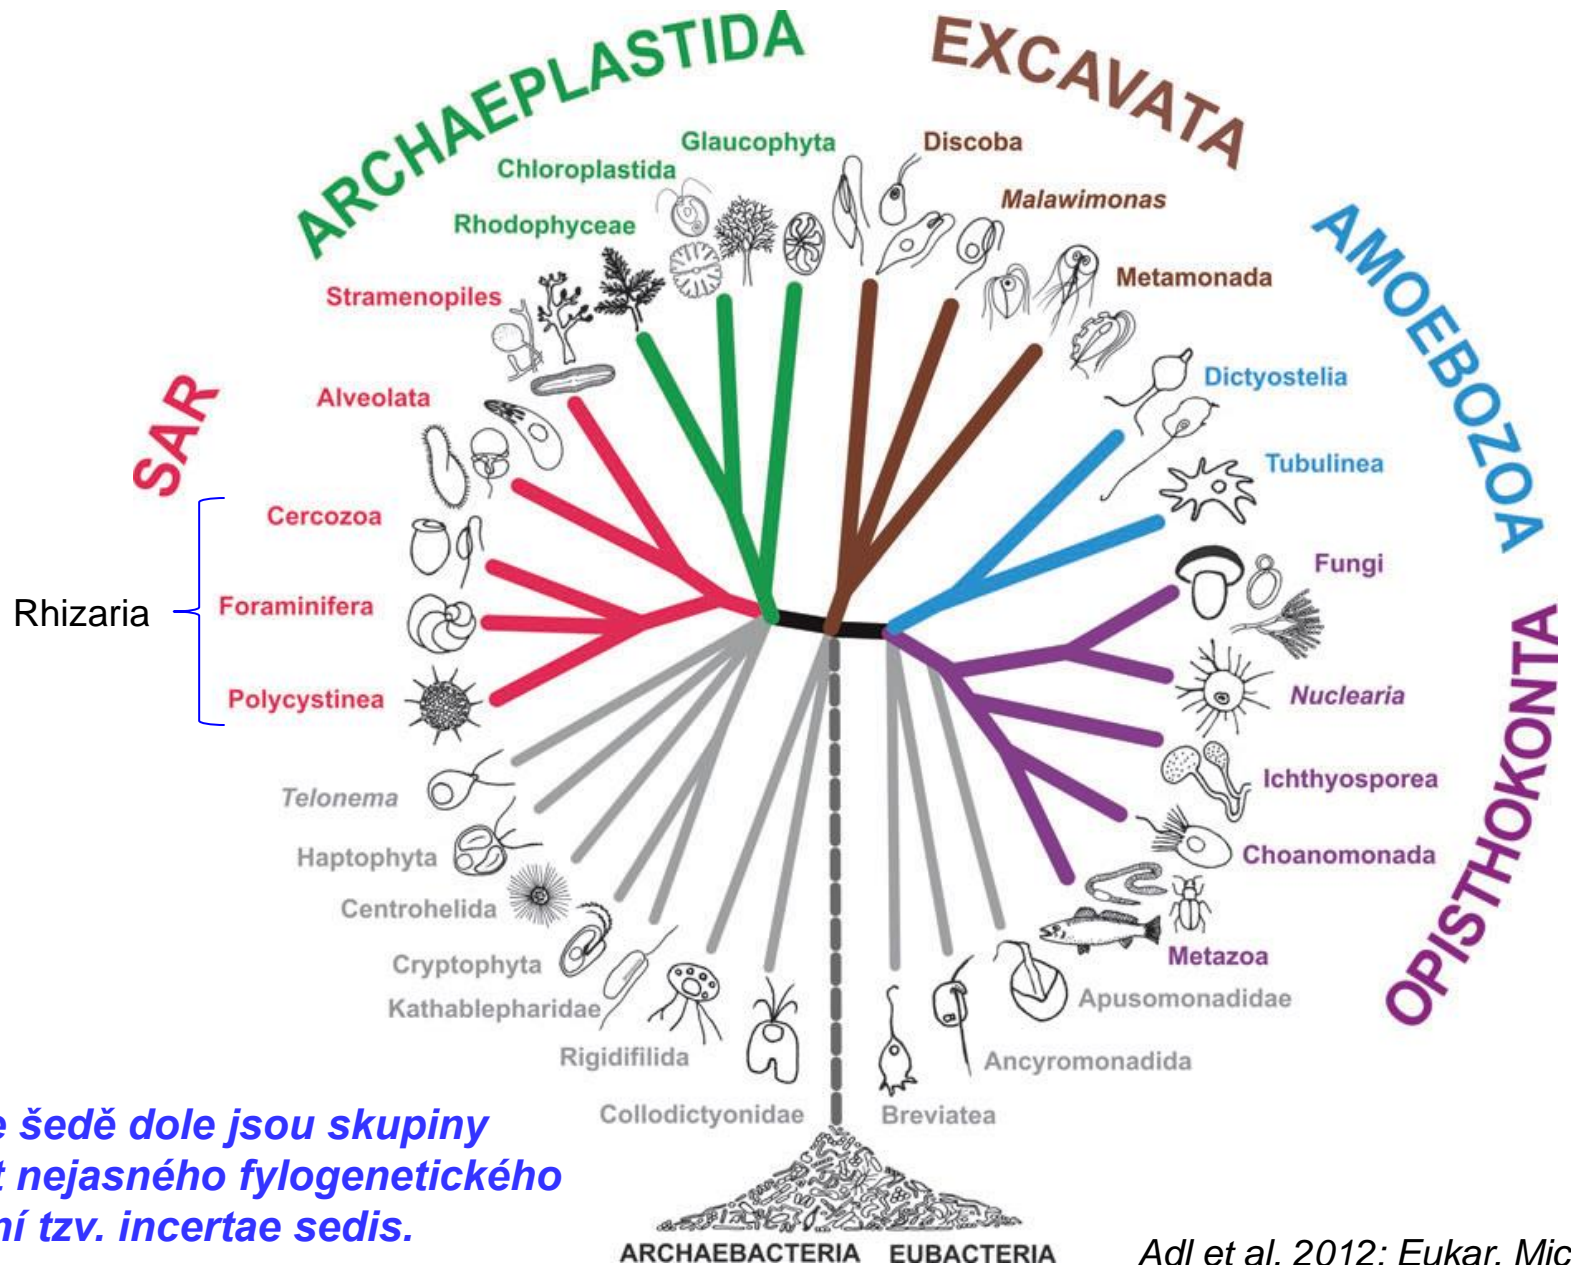 ARCHAEPLASTIDA
EXCAVATA
AMOEBOZOA
OPISTHOKONTA
SAR
Glaucophyta
Chloroplastida
Rhodophyceae
Stramenopiles
Alveolata
Cercozoa
Foraminifera
Polycystinea
Rhizaria
Discoba
Malawimonas
Metamonada
Dictyostelia
Tubulinea
Fungi
Nuclearia
Ichthyosporea
Choanomonada
Metazoa
Telonema
Haptophyta
Centrohelida
Cryptophyta
Kathablepharidae
Rigidifilida
Collodictyonidae
Breviatea
Ancyromonadida
Apusomonadidae
šedě dole jsou skupiny
nejasného fylogenetického
tzv. incertae sedis.
ARCHAEBACTERIA EUBACTERIA
Adl et al. 2012: Eukar. Mic